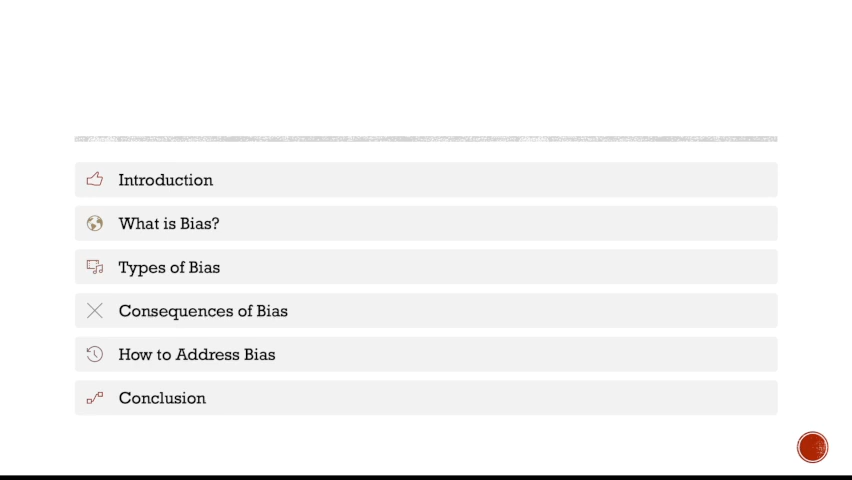 Introduction
What is Bias?
Types of Bias
Consequences of Bias
How to Address Bias
Conclusion